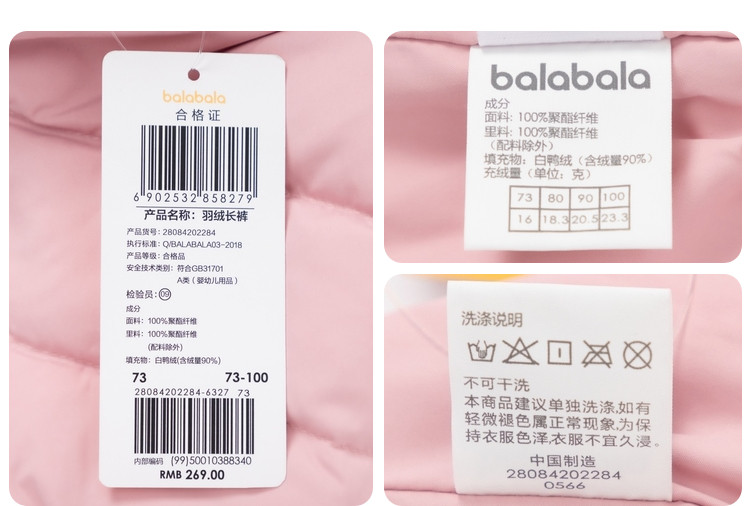 balabala
合格证
6 902532 858279
产品名称：羽绒长裤
产品货号：28084202284
执行标准：Q/BALABALA03-2018
产品等级：合格品
安全技术类别：符合GB31701
A类（婴幼儿用品）
检验员：09
成分
面料：100%聚酯纤维
里料：100%聚酯纤维
(配料除外)
填充物：白鸭绒(含绒量90%)
73 73-100
28084202284-6327 73
内部编码 (99)50010388340
RMB 269.00
balabala
成分
面料：100%聚酯纤维
里料：100%聚酯纤维
（配料除外）
填充物：白鸭绒（含绒量90%）
充绒量（单位：克）
73 80 90 100
16 18.3 20.5 23.3
洗涤说明
不可干洗
本商品建议单独洗涤,如有
轻微褪色属正常现象,为保
持衣服色泽,衣服不宜久浸。
中国制造
28084202284
0566